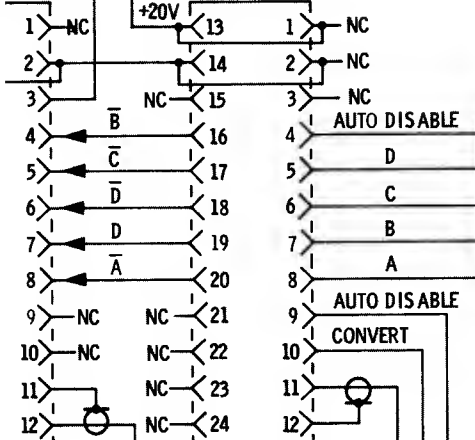 +20V
1 NC 13 1 NC
2 14 2 NC
3 NC 15 3 NC
4 B̅ 16 4 AUTO DISABLE
5 C̅ 17 5 D
6 D̅ 18 6 C
7 D 19 7 B
8 A̅ 20 8 A
9 NC NC 21 9 AUTO DISABLE
10 NC NC 22 10 CONVERT
11 NC 23 11
12 NC 24 12